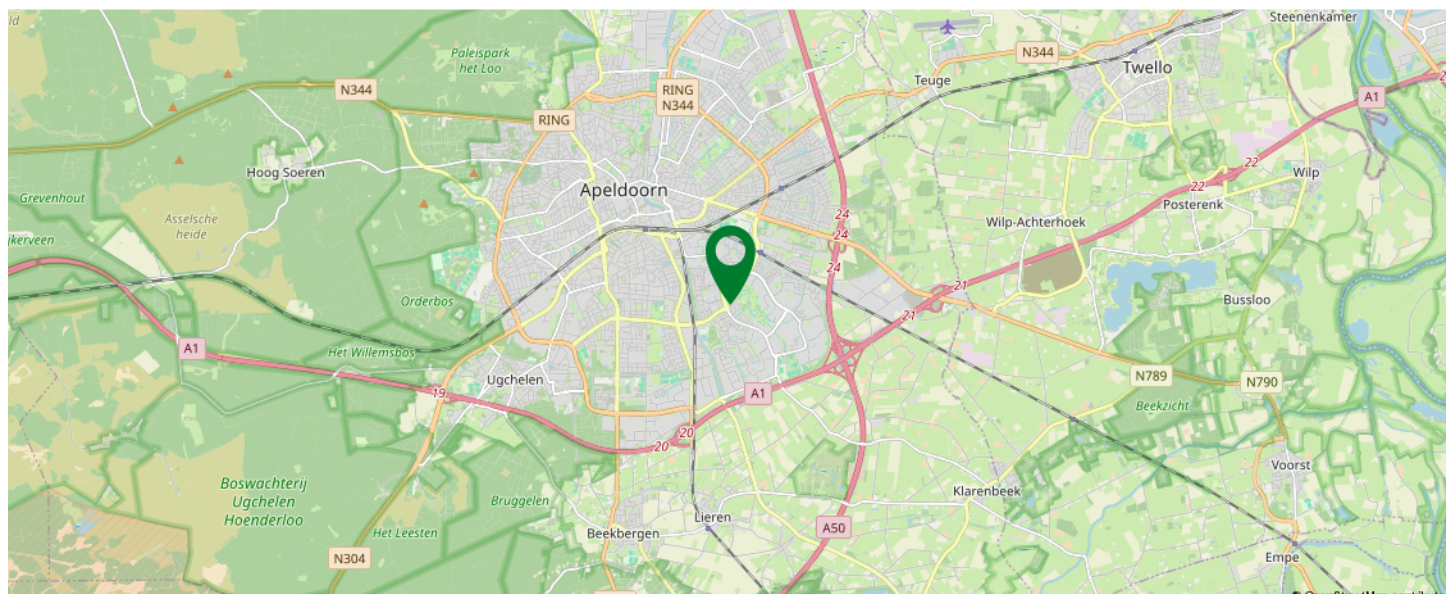 ld
Steenenkamer
Paleispark
het Loo
N344
Twello
Teuge
N344
RING
N344
A1
RING
22
Hoog Soeren
Wilp
Apeldoorn
22
Grevenhout
Posterenk
Asselsche
heide
24
Wilp-Achterhoek
jkerveen
24
24
21
Orderbos
Bussloo
21
A1
Het Willemsbos
Ugchelen
N789
N790
19
A1
Beekzicht
20
20
Voorst
Boswachterij
Ugchelen
Hoenderloo
Bruggelen
Klarenbeek
Lieren
Het Leesten
Beekbergen
A50
N304
Empe